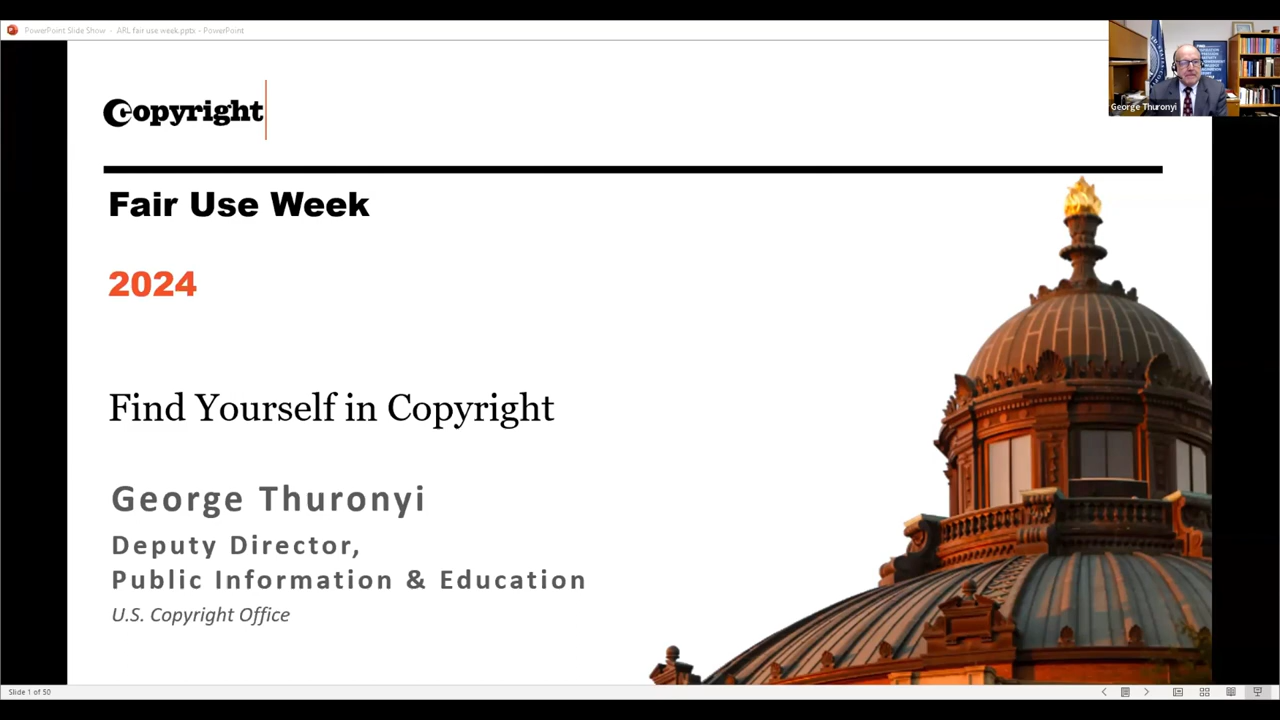 PowerPoint Slide Show - ARL fair use week.pptx - PowerPoint
George Thuronyi
Copyright
Fair Use Week
2024
Find Yourself in Copyright
George Thuronyi
Deputy Director,
Public Information & Education
U.S. Copyright Office
Slide 1 of 50